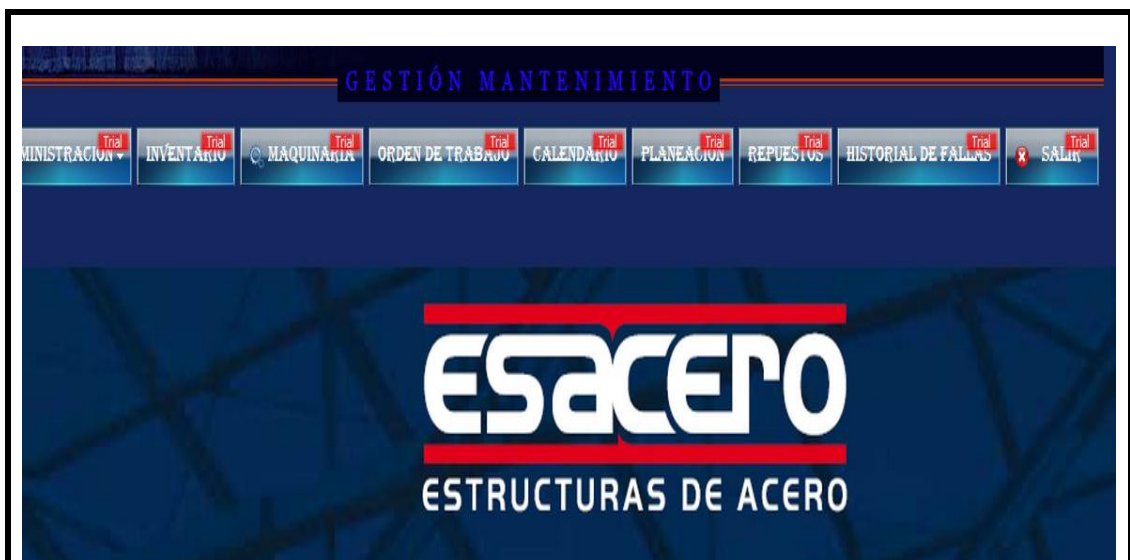 GESTIÓN MANTENIMIENTO
MINISTRACION Trial INVENTARIO Trial MAQUINARIA Trial ORDEN DE TRABAJO Trial CALENDARIO Trial PLANEACION Trial REPUESTOS Trial HISTORIAL DE FALLAS Trial SALIR Trial
ESACERO
ESTRUCTURAS DE ACERO